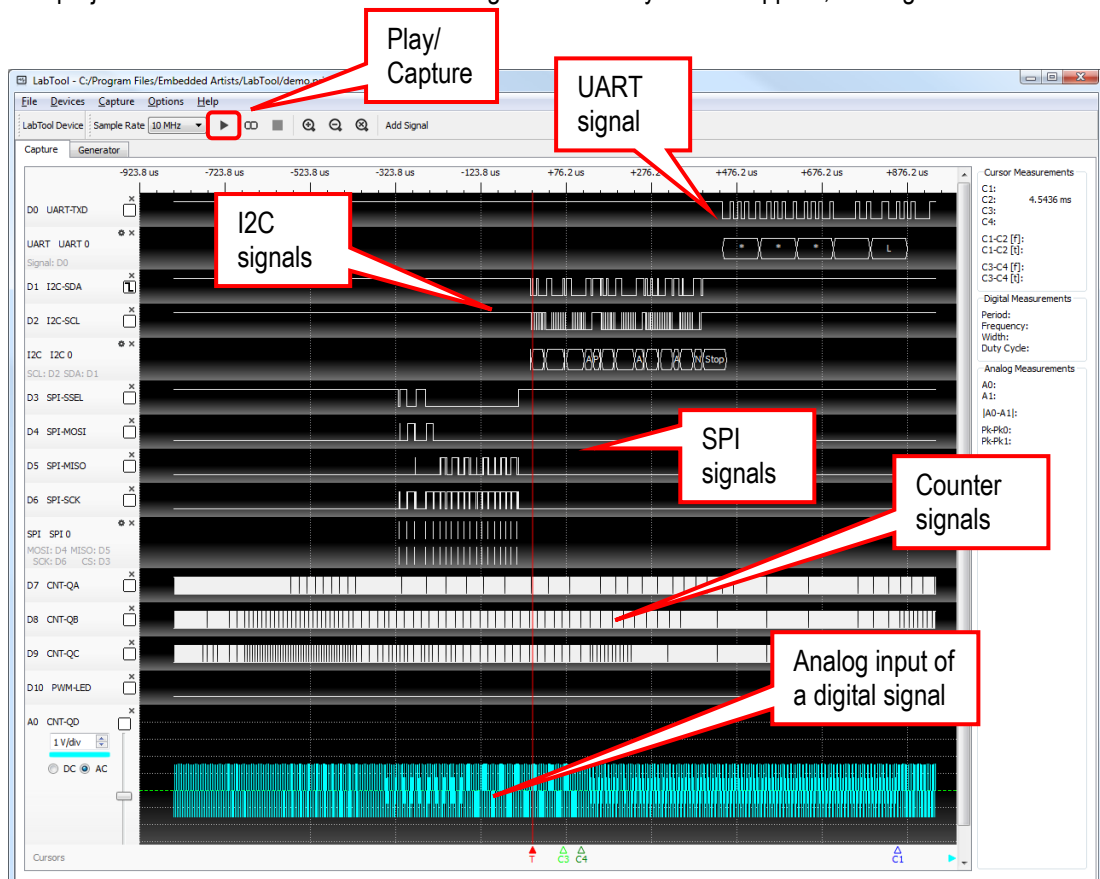 Play/
Capture
UART
signal
LabTool - C:/Program Files/Embedded Artists/LabTool/demo.pr
File Devices Capture Options Help
LabTool Device Sample Rate 10 MHz Add Signal
Capture Generator
-923.8 us -723.8 us -523.8 us -323.8 us -123.8 us +76.2 us +276.2 us +476.2 us +676.2 us +876.2 us
Cursor Measurements
C1:
C2: 4.5436 ms
C3:
C4:
C1-C2 [f]:
C1-C2 [t]:
C3-C4 [f]:
C3-C4 [t]:
Digital Measurements
Period:
Frequency:
Width:
Duty Cycle:
Analog Measurements
A0:
A1:
|A0-A1|:
Pk-Pk0:
Pk-Pk1:
D0 UART-TXD
I2C
signals
UART UART 0
* * * L
Signal: D0
D1 I2C-SDA
D2 I2C-SCL
I2C I2C 0
A P A A N Stop
SCL: D2 SDA: D1
D3 SPI-SSEL
D4 SPI-MOSI
SPI
signals
D5 SPI-MISO
D6 SPI-SCK
Counter
signals
SPI SPI 0
MOSI: D4 MISO: D5
SCK: D6 CS: D3
D7 CNT-QA
D8 CNT-QB
D9 CNT-QC
Analog input of
a digital signal
D10 PWM-LED
A0 CNT-QD
1 V/div
DC AC
Cursors
T C3 C4 C1